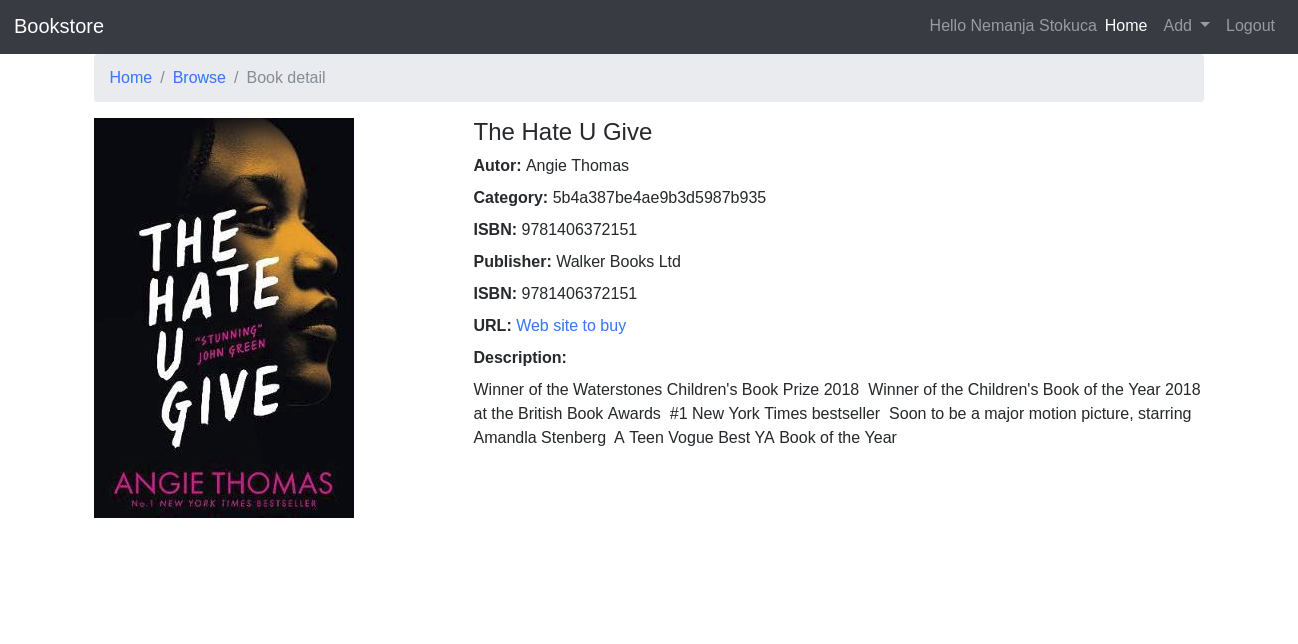 Bookstore
Hello Nemanja Stokuca Home Add Logout
Home / Browse / Book detail
THE
HATE
U
GIVE
"STUNNING"
JOHN GREEN
ANGIE THOMAS
No.1 NEW YORK TIMES BESTSELLER
The Hate U Give
Autor: Angie Thomas
Category: 5b4a387be4ae9b3d5987b935
ISBN: 9781406372151
Publisher: Walker Books Ltd
ISBN: 9781406372151
URL: Web site to buy
Description:
Winner of the Waterstones Children's Book Prize 2018  Winner of the Children's Book of the Year 2018
at the British Book Awards  #1 New York Times bestseller  Soon to be a major motion picture, starring
Amandla Stenberg  A Teen Vogue Best YA Book of the Year